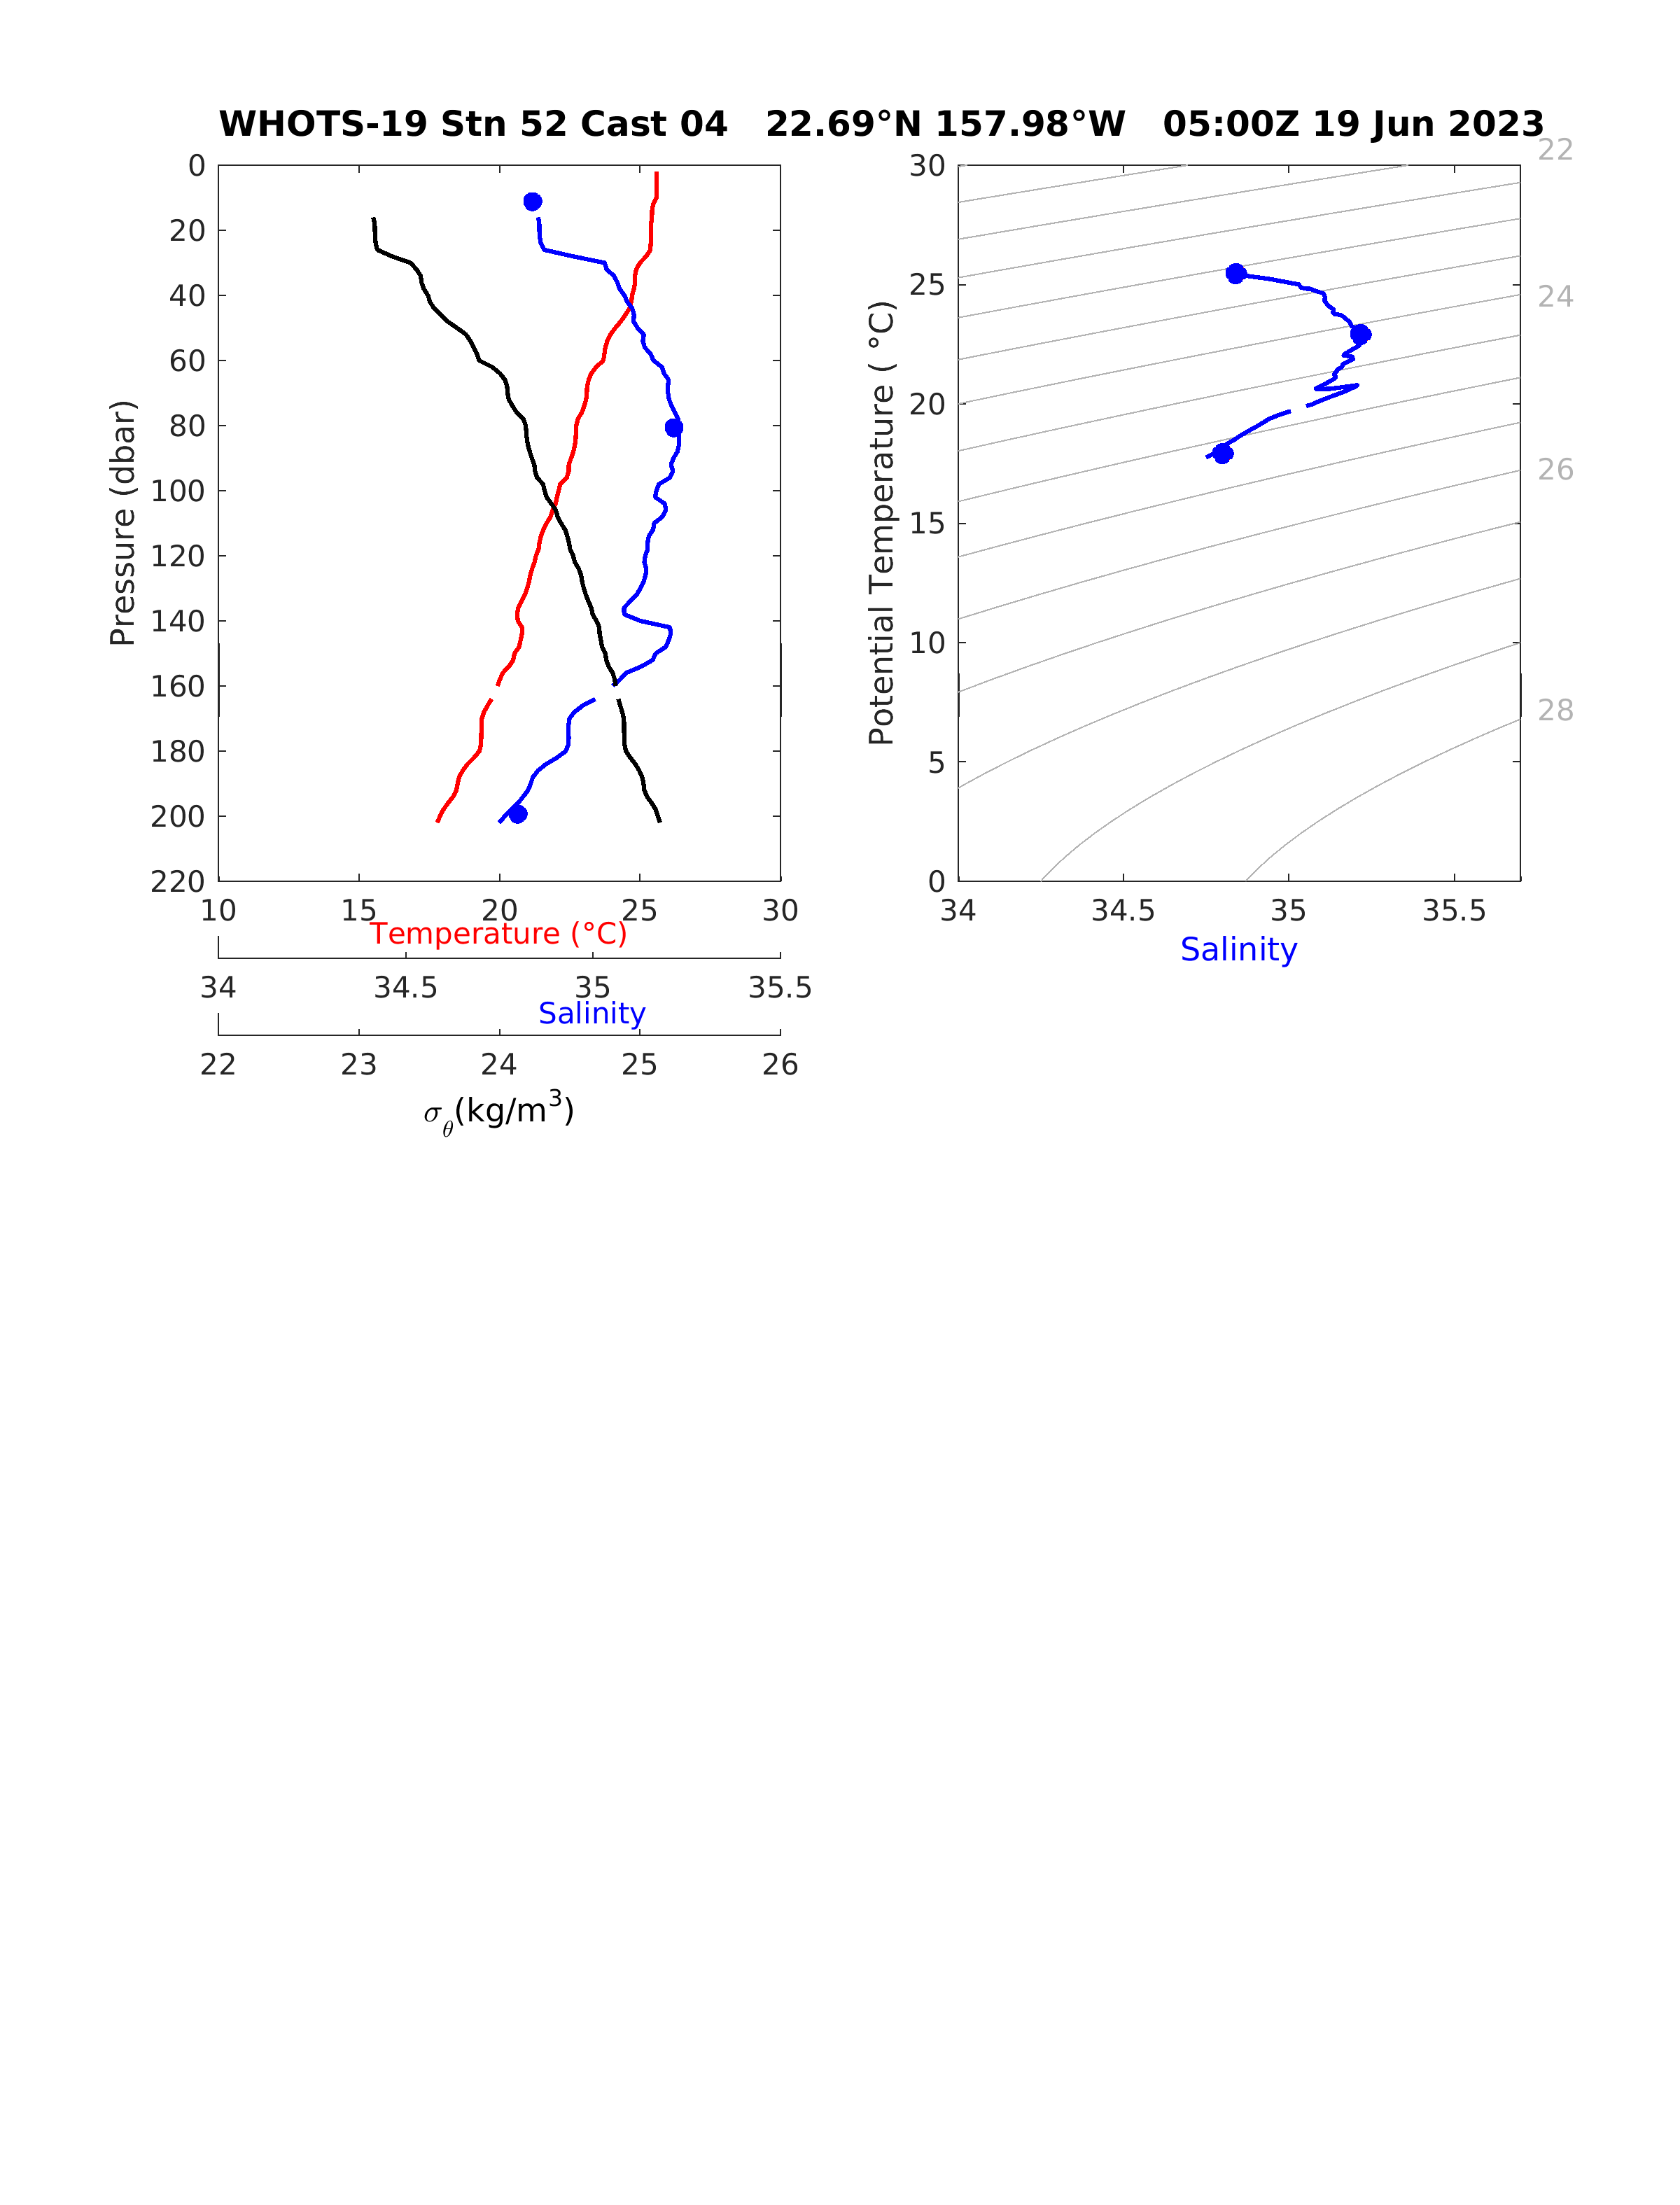 WHOTS-19 Stn 52 Cast 04   22.69°N 157.98°W   05:00Z 19 Jun 2023
Pressure (dbar)
0
20
40
60
80
100
120
140
160
180
200
220
10 15 20 25 30
Temperature (°C)
34 34.5 35 35.5
Salinity
22 23 24 25 26
σθ(kg/m3)
Potential Temperature ( °C)
30
25
20
15
10
5
0
34 34.5 35 35.5
Salinity
22
24
26
28